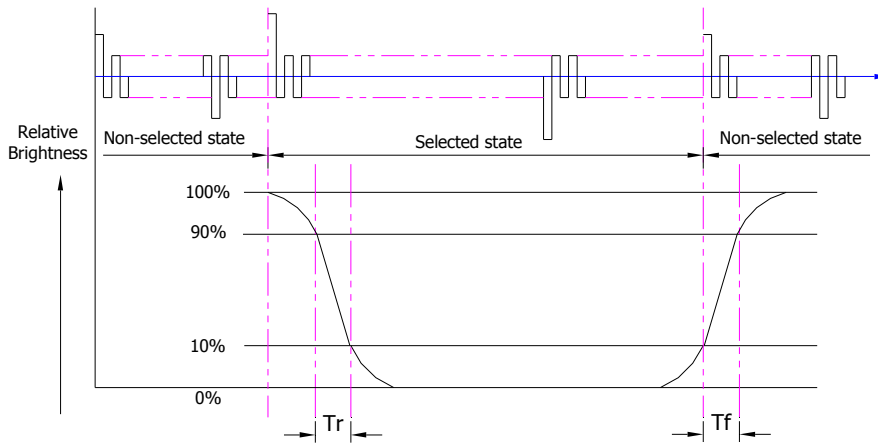 Relative
Brightness
Non-selected state
Selected state
Non-selected state
100%
90%
10%
0%
Tr
Tf